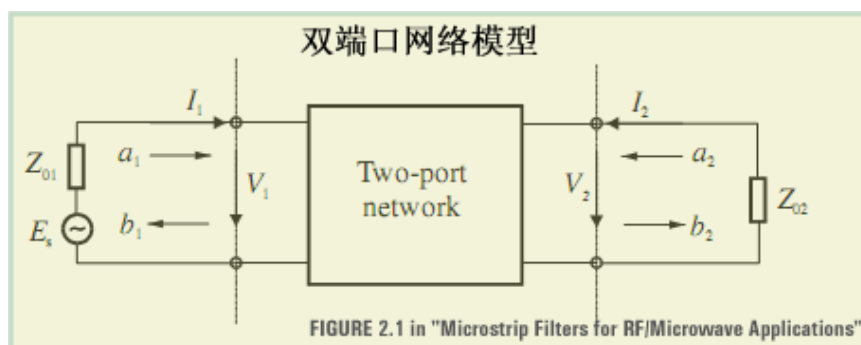 双端口网络模型
I₁
I₂
Z₀₁
a₁
V₁
Two-port
network
V₂
a₂
Z₀₂
Eₛ
b₁
b₂
FIGURE 2.1 in "Microstrip Filters for RF/Microwave Applications"